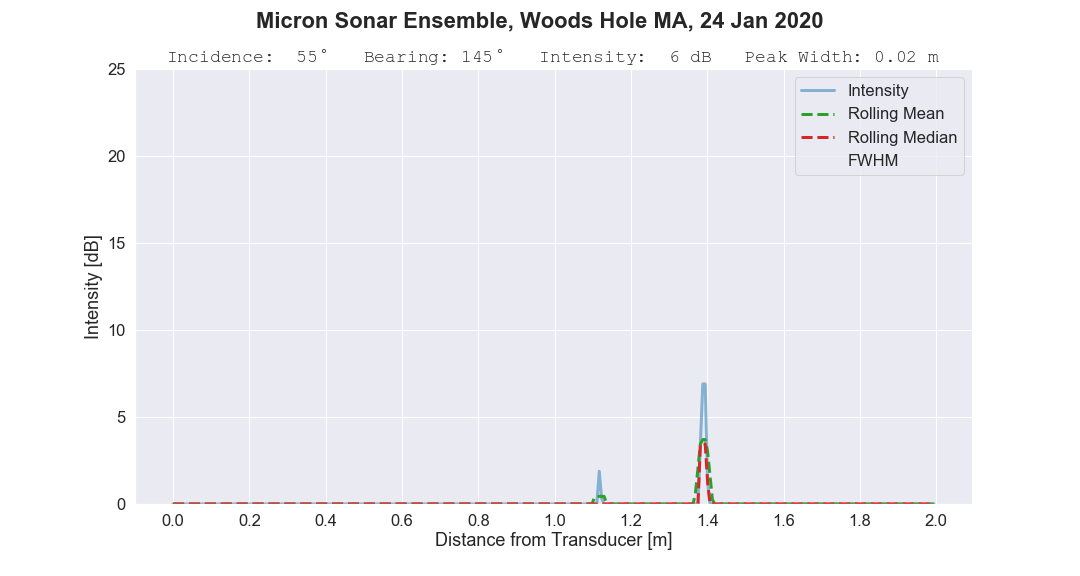 Micron Sonar Ensemble, Woods Hole MA, 24 Jan 2020
Incidence:  55°   Bearing: 145°   Intensity:  6 dB   Peak Width: 0.02 m
25
20
15
10
5
0
Intensity [dB]
Intensity
Rolling Mean
Rolling Median
FWHM
0.0 0.2 0.4 0.6 0.8 1.0 1.2 1.4 1.6 1.8 2.0
Distance from Transducer [m]